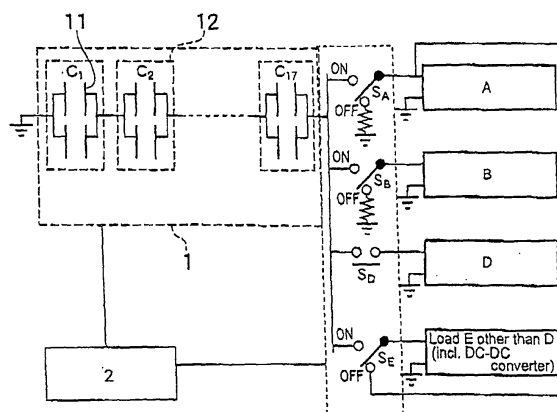 11
12
C1
C2
C17
ON
SA
OFF
A
ON
SB
OFF
B
SD
D
1
ON
SE
OFF
Load E other than D
(incl. DC-DC
converter)
2